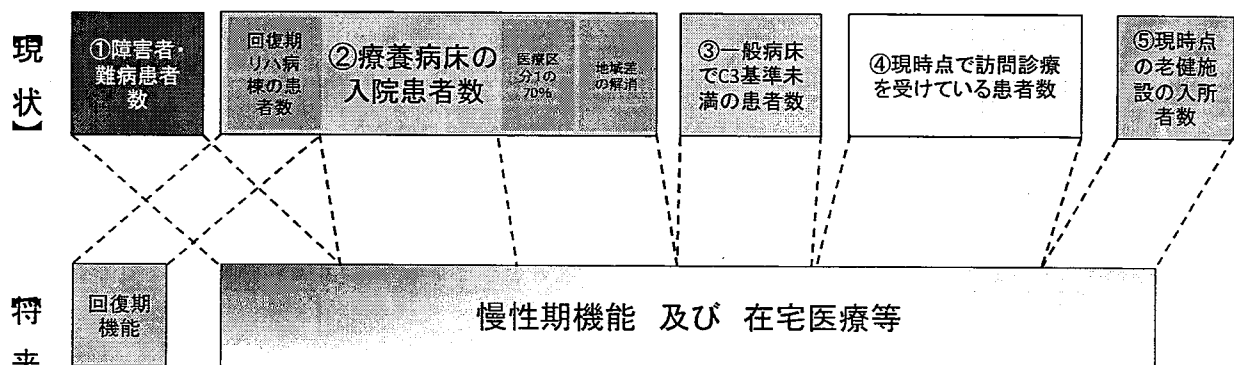 【現状】
①障害者・
難病患者
数
回復期
リハ病
棟の患
者数
②療養病床の
入院患者数
医療区
分1の
70%
地域差
の解消
③一般病床
でC3基準未
満の患者数
④現時点で訪問診療
を受けている患者数
⑤現時点
の老健施
設の入所
者数
【将来
回復期
機能
慢性期機能 及び 在宅医療等